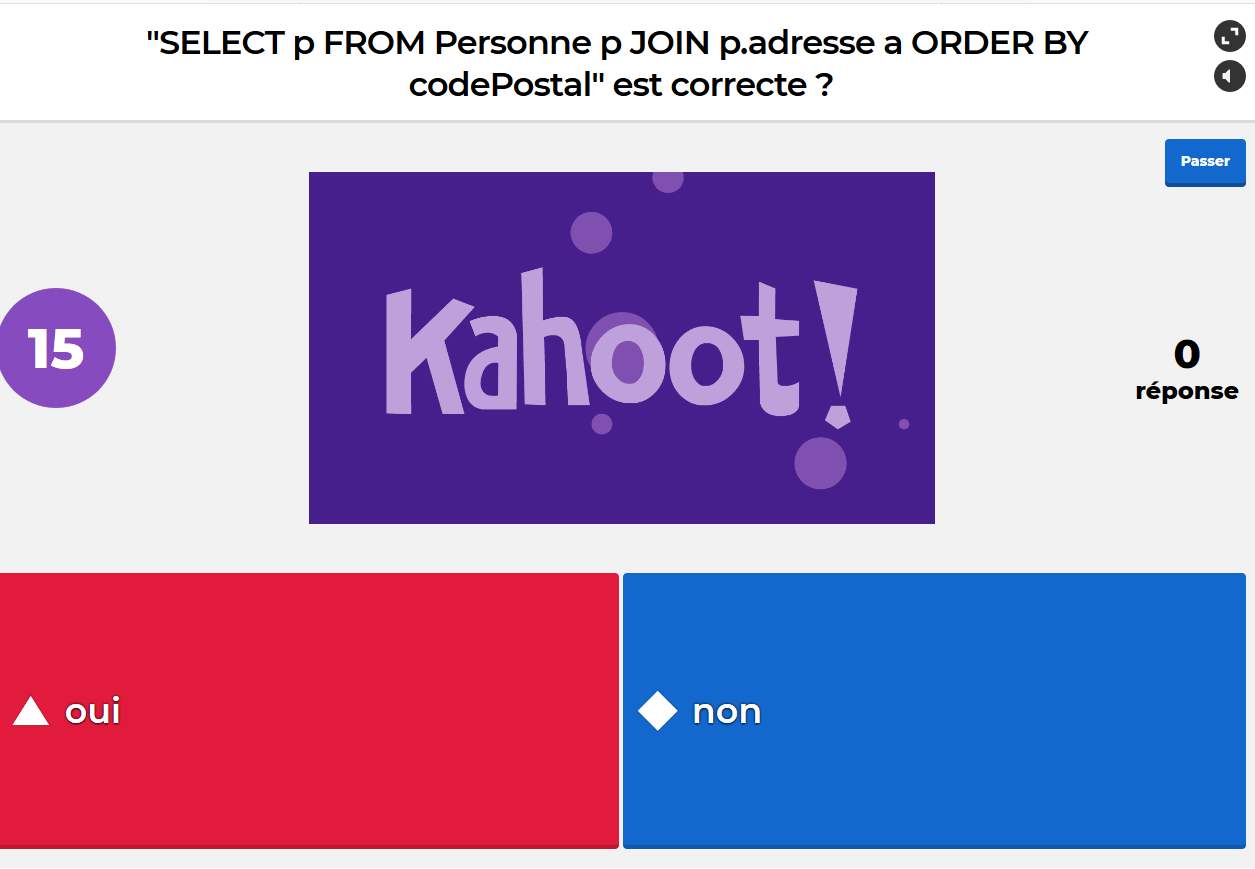 "SELECT p FROM Personne p JOIN p.adresse a ORDER BY
codePostal" est correcte ?
Passer
Kahoot!
15
0
réponse
oui
non